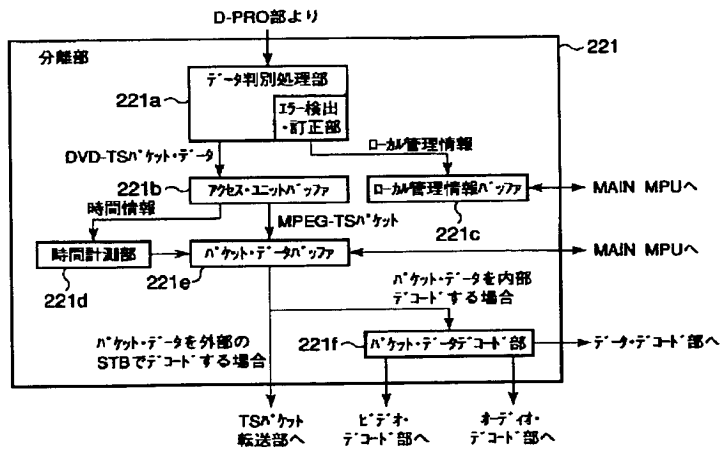 D-PRO部より
221
分離部
データ判別処理部
221a
エラー検出
・訂正部
DVD-TSパケット・データ
ローカル管理情報
221b
アクセス・ユニットバッファ
ローカル管理情報バッファ
MAIN MPUへ
時間情報
MPEG-TSパケット
221c
時間計測部
パケット・データバッファ
MAIN MPUへ
221d
221e
パケット・データを内部
デコードする場合
パケット・データを外部の
STBでデコードする場合
221f
パケット・データデコード部
データ・デコード部へ
TSパケット
転送部へ
ビデオ・
デコード部へ
オーディオ・
デコード部へ